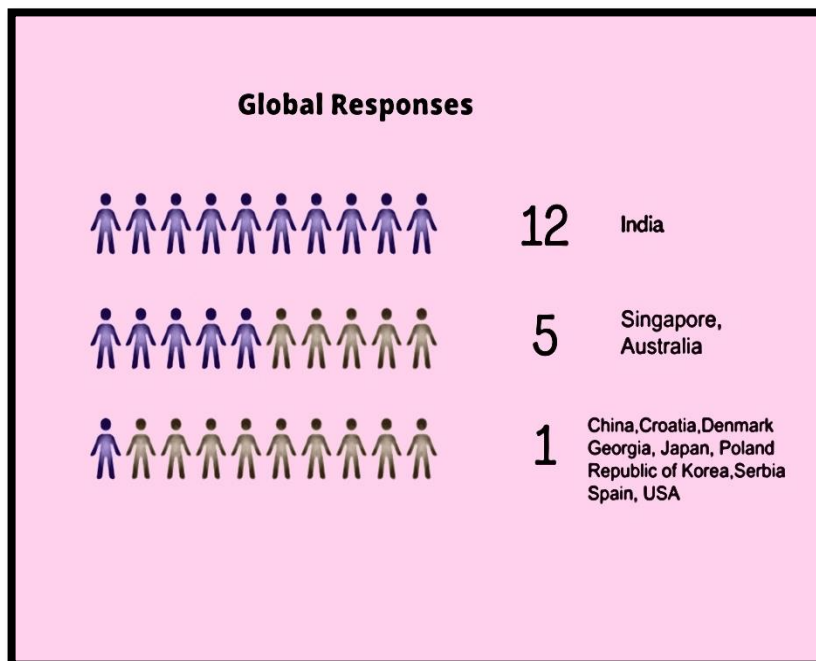 Global Responses
12
India
5
Singapore,
Australia
1
China,Croatia,Denmark
Georgia, Japan, Poland
Republic of Korea,Serbia
Spain, USA